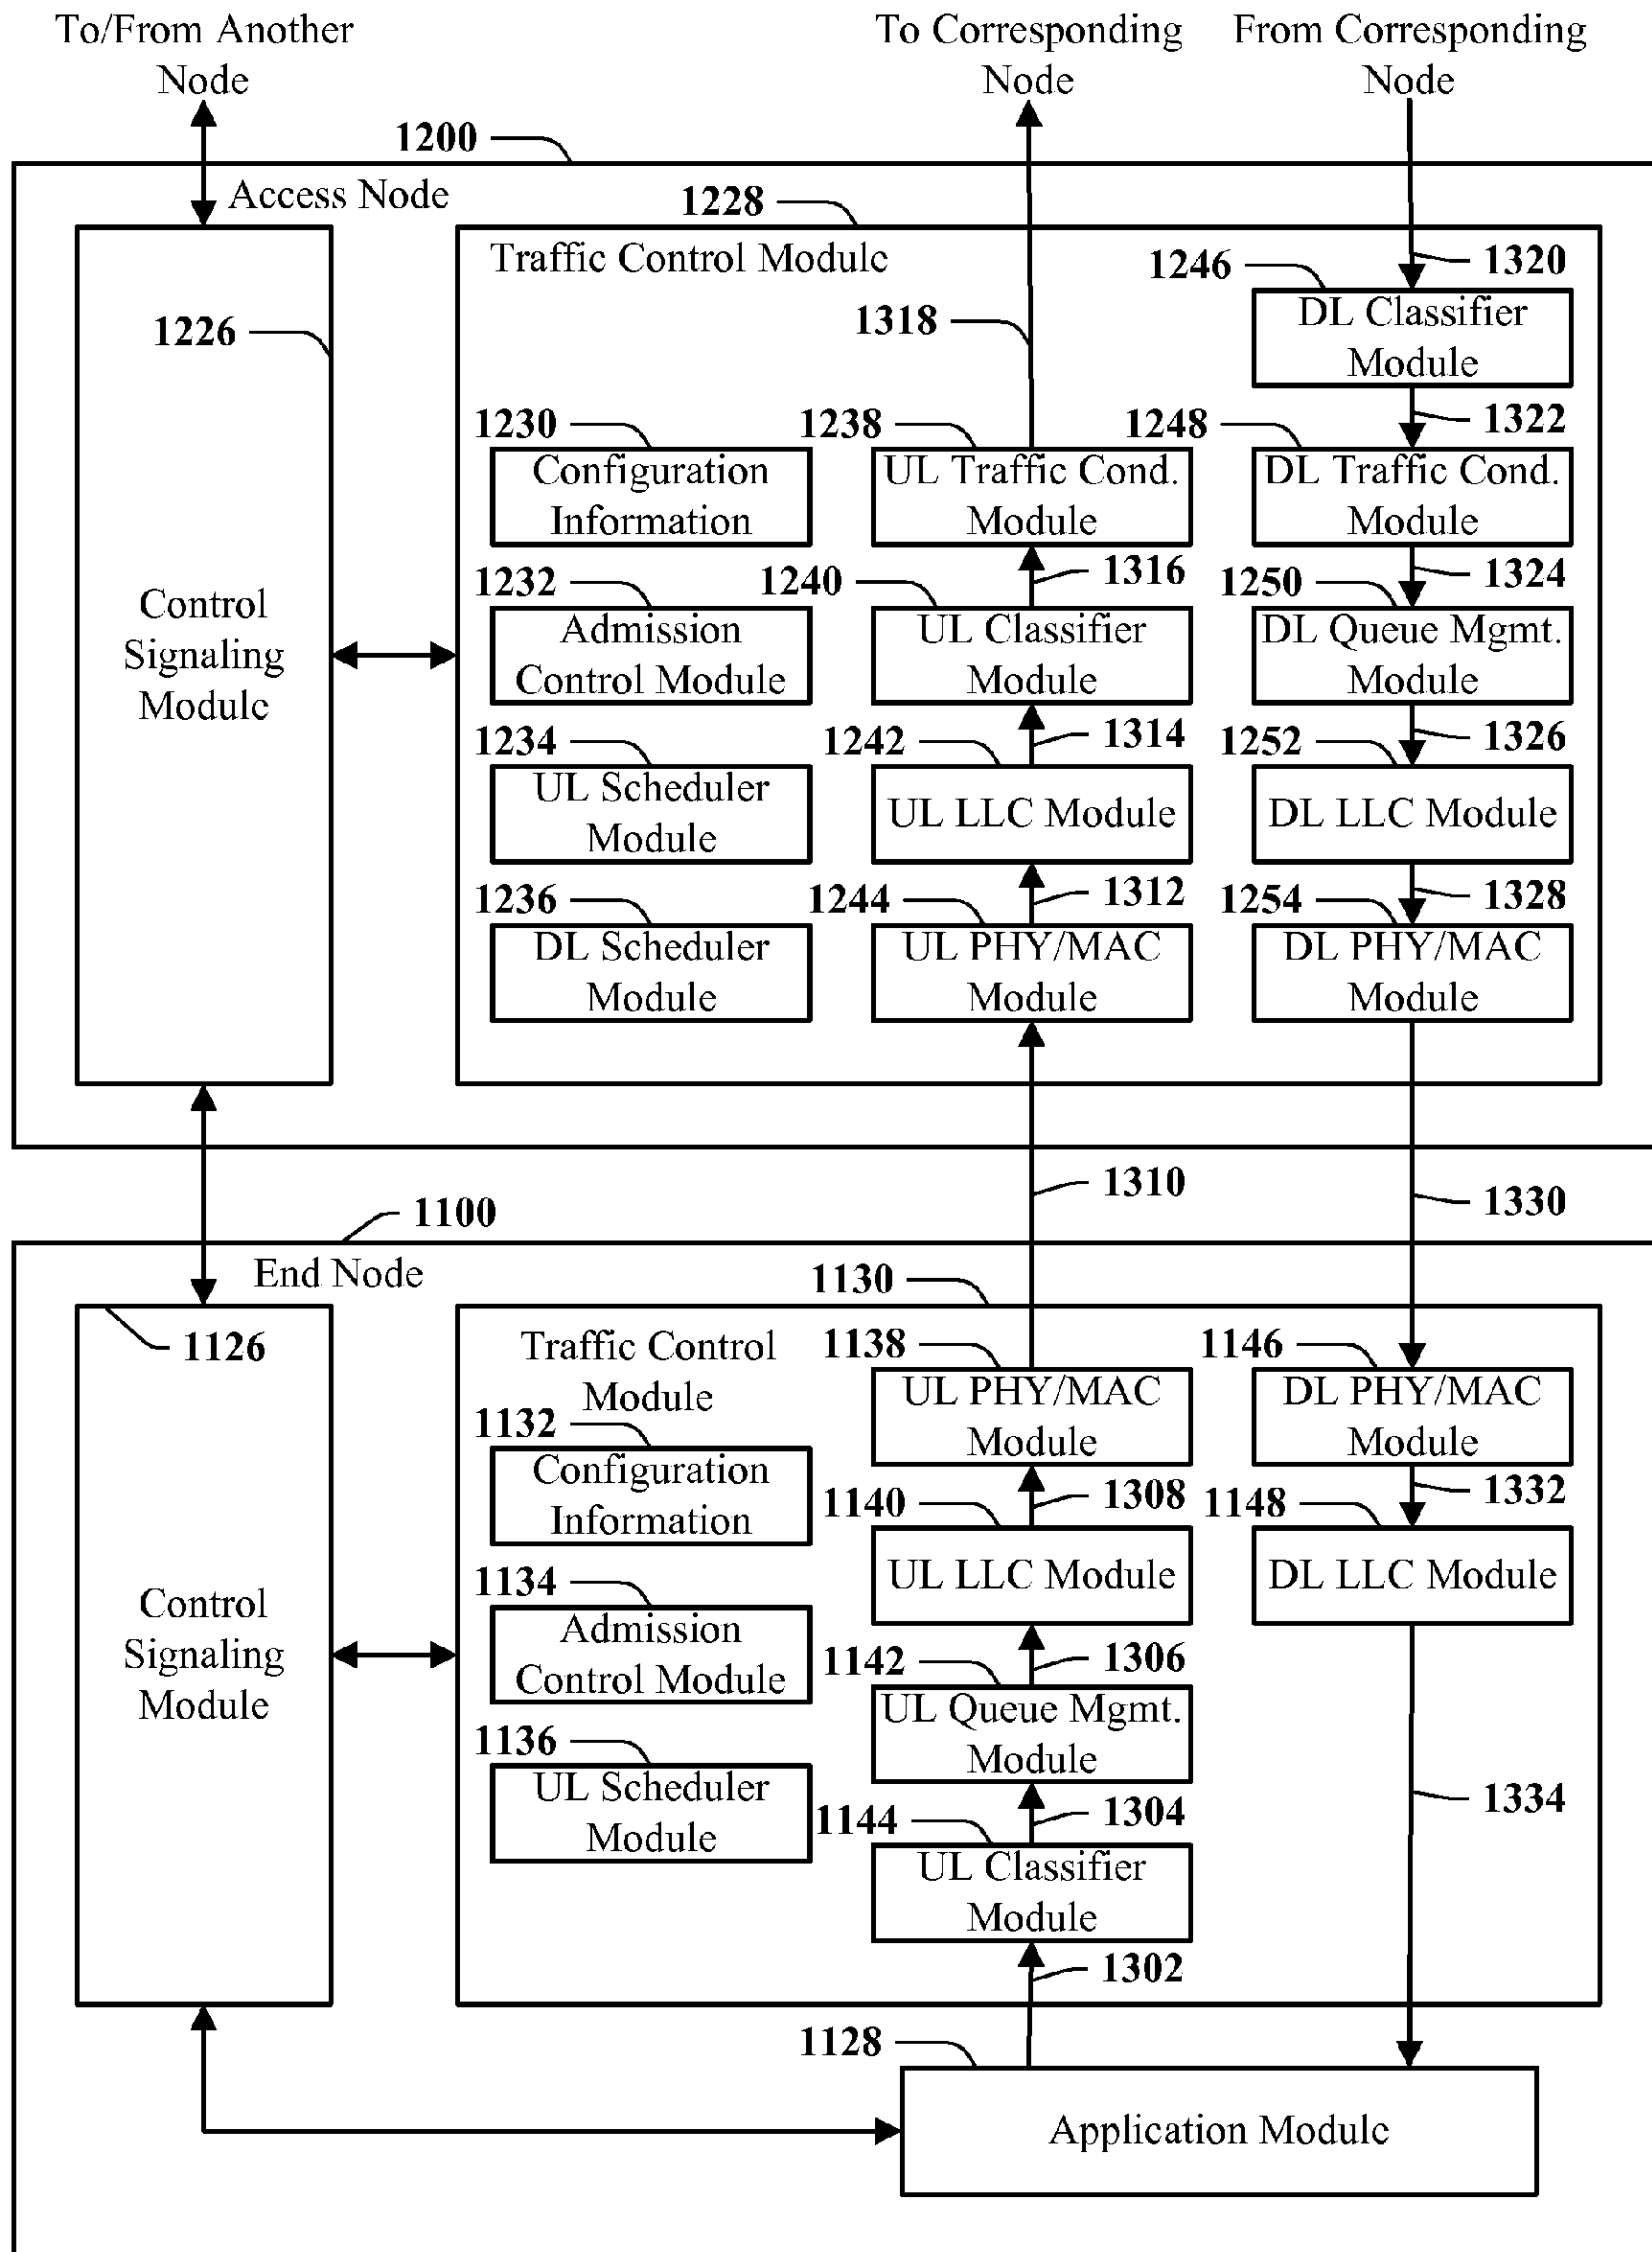 To/From Another
Node
To Corresponding
Node
From Corresponding
Node
1200
Access Node
1228
Traffic Control Module
1226
Control
Signaling
Module
1318
1246
1320
DL Classifier
Module
1322
1230
Configuration
Information
1238
UL Traffic Cond.
Module
1248
DL Traffic Cond.
Module
1316
1324
1232
Admission
Control Module
1240
UL Classifier
Module
1250
DL Queue Mgmt.
Module
1314
1326
1234
UL Scheduler
Module
1242
UL LLC Module
1252
DL LLC Module
1312
1328
1236
DL Scheduler
Module
1244
UL PHY/MAC
Module
1254
DL PHY/MAC
Module
1310
1330
1100
End Node
1126
Control
Signaling
Module
1130
Traffic Control
Module
1138
UL PHY/MAC
Module
1146
DL PHY/MAC
Module
1132
Configuration
Information
1308
1332
1140
UL LLC Module
1148
DL LLC Module
1134
Admission
Control Module
1306
1142
UL Queue Mgmt.
Module
1136
UL Scheduler
Module
1304
1334
1144
UL Classifier
Module
1302
1128
Application Module